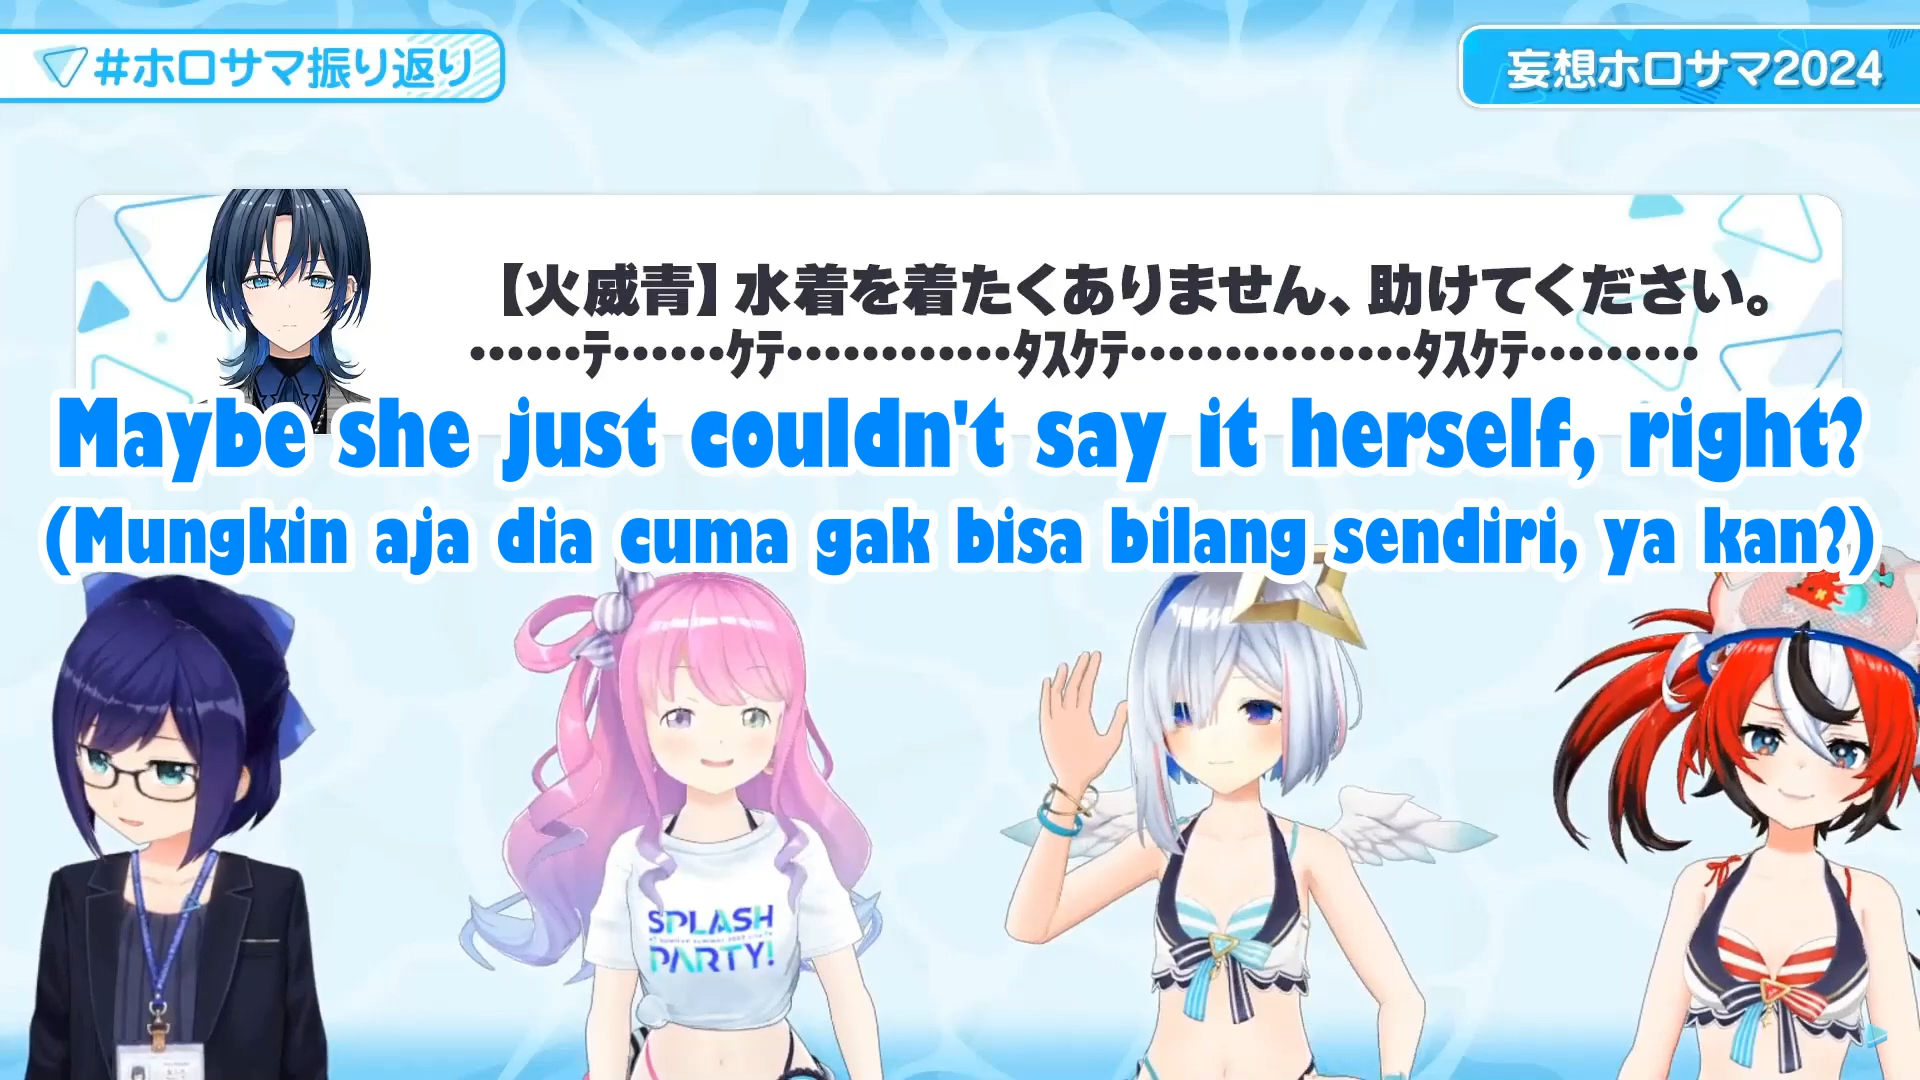 #ホロサマ振り返り
妄想ホロサマ2024
【火威青】水着を着たくありません、助けてください。
……ﾃ……ｹﾃ…………ﾀｽｹﾃ……………ﾀｽｹﾃ………
Maybe she just couldn't say it herself, right?
(Mungkin aja dia cuma gak bisa bilang sendiri, ya kan?)
SPLASH
PARTY!